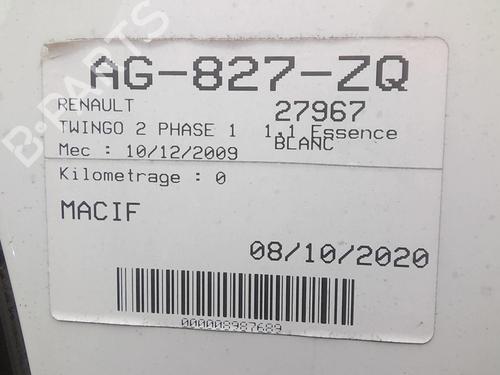 AG-827-ZQ
RENAULT 27967
TWINGO 2 PHASE 1 1.1 Essence
BLANC
Mec : 10/12/2009
Kilometrage : 0
MACIF
08/10/2020
000008987689
B-PARTS